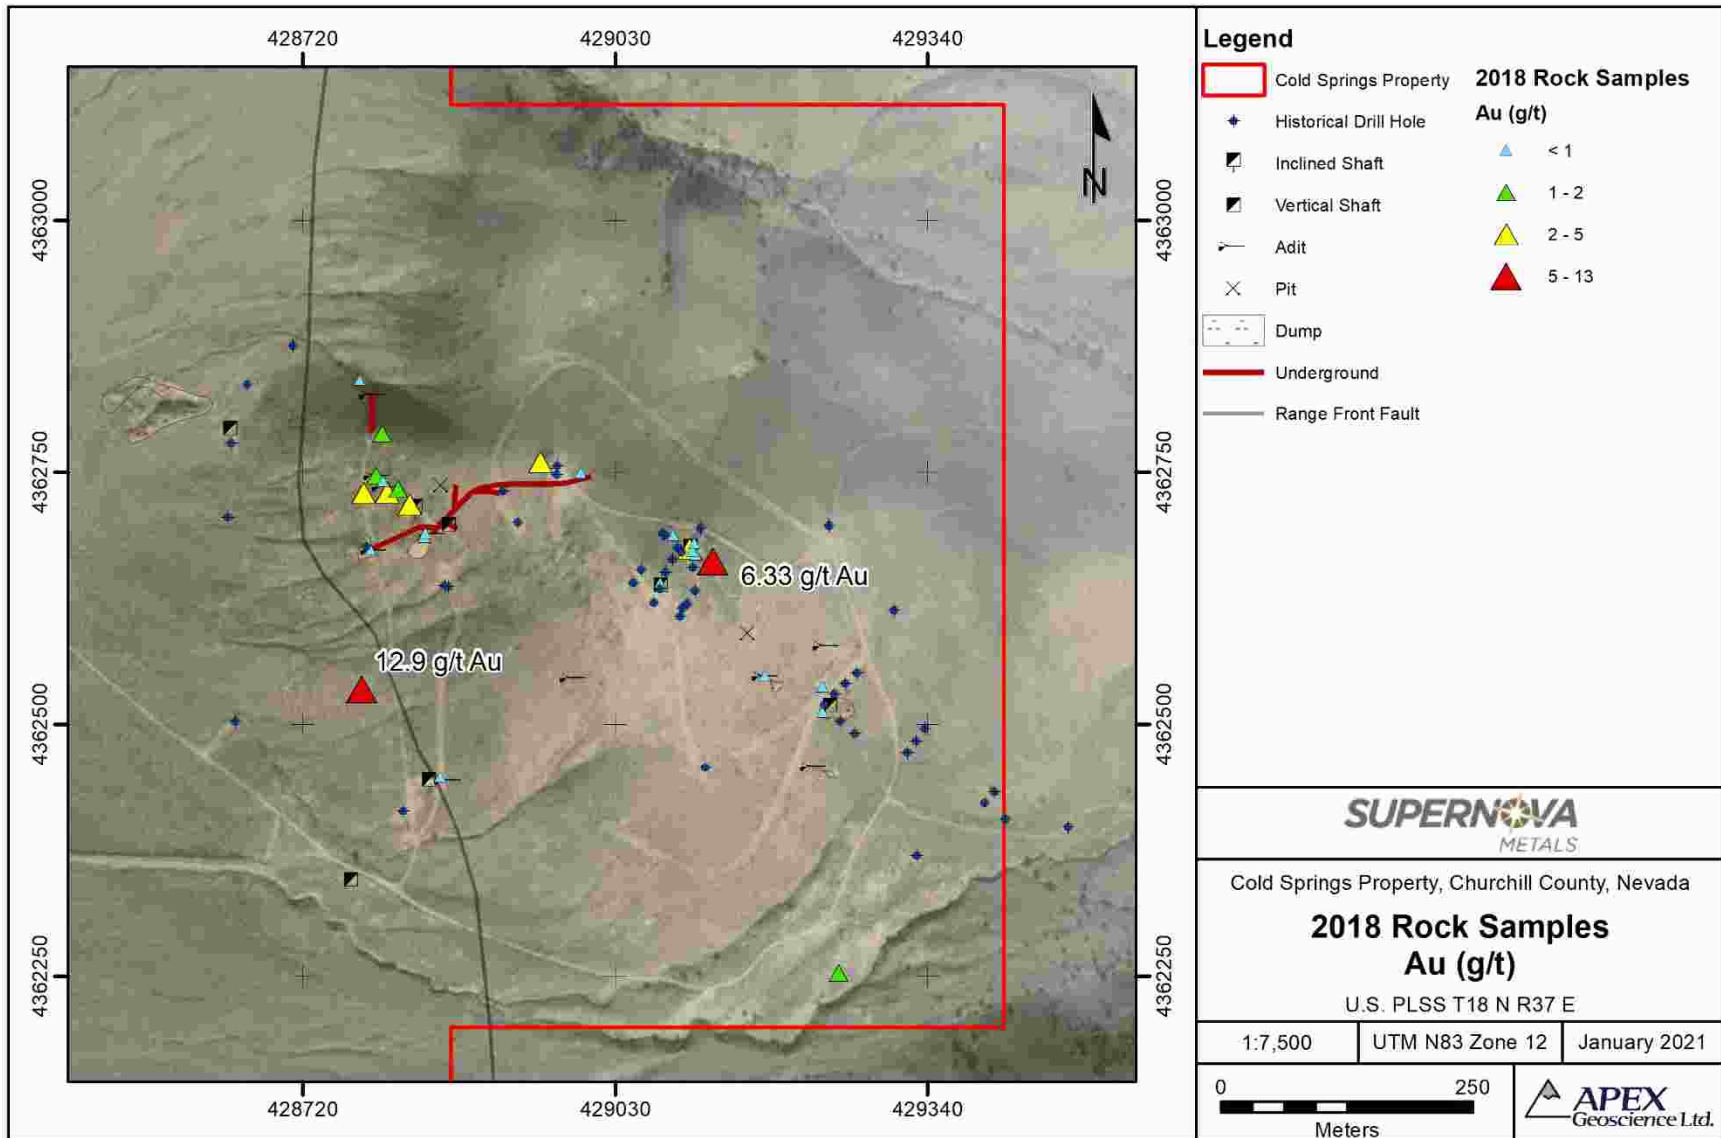 428720
429030
429340
4363000
4363000
4362750
4362750
6.33 g/t Au
12.9 g/t Au
4362500
4362500
4362250
4362250
428720
429030
429340
N
Legend
Cold Springs Property
Historical Drill Hole
Inclined Shaft
Vertical Shaft
Adit
Pit
Dump
Underground
Range Front Fault
2018 Rock Samples
Au (g/t)
< 1
1 - 2
2 - 5
5 - 13
SUPERNOVA
METALS
Cold Springs Property, Churchill County, Nevada
2018 Rock Samples
Au (g/t)
U.S. PLSS T18 N R37 E
1:7,500
UTM N83 Zone 12
January 2021
0 250
Meters
APEX
Geoscience Ltd.